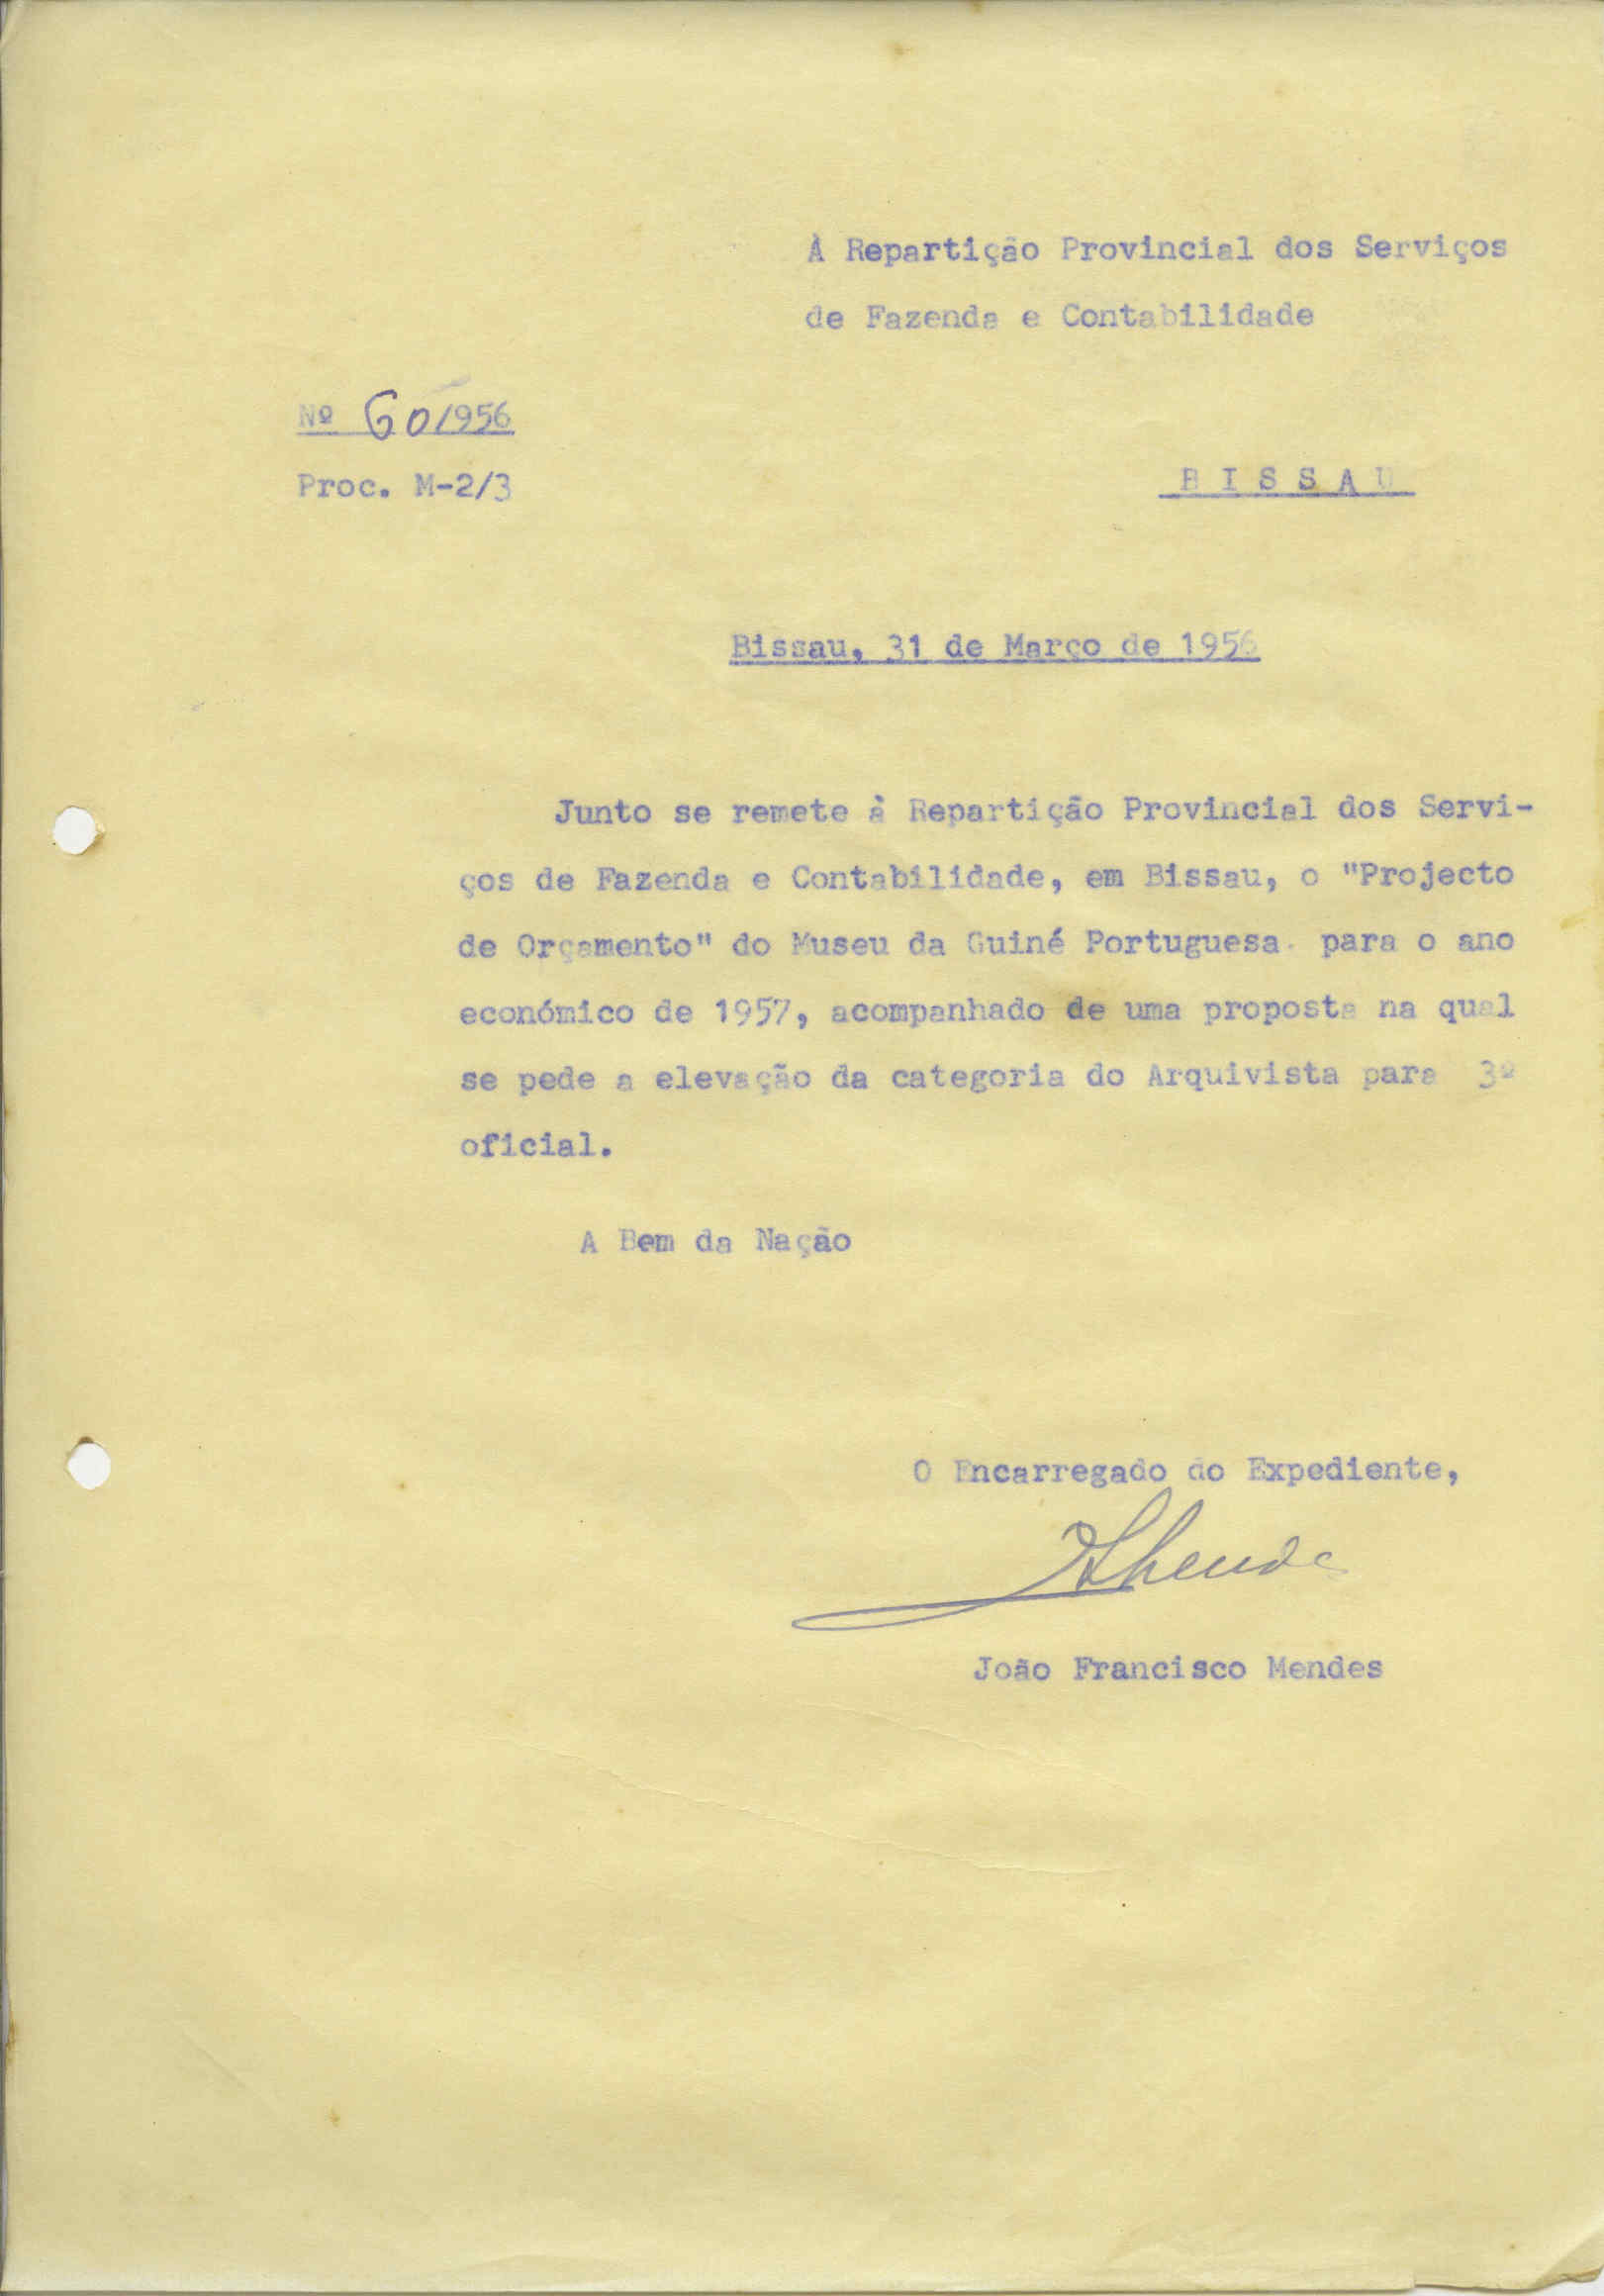 À Repartição Provincial dos Serviços
de Fazenda e Contabilidade
Nº 60/956
Proc. M-2/3
B I S S A U
Bissau, 31 de Março de 1956
Junto se remete à Repartição Provincial dos Servi-
ços de Fazenda e Contabilidade, em Bissau, o "Projecto
de Orçamento" do Museu da Guiné Portuguesa para o ano
económico de 1957, acompanhado de uma proposta na qual
se pede a elevação da categoria do Arquivista para 3º
oficial.
A Bem da Nação
O Encarregado do Expediente,
João Francisco Mendes